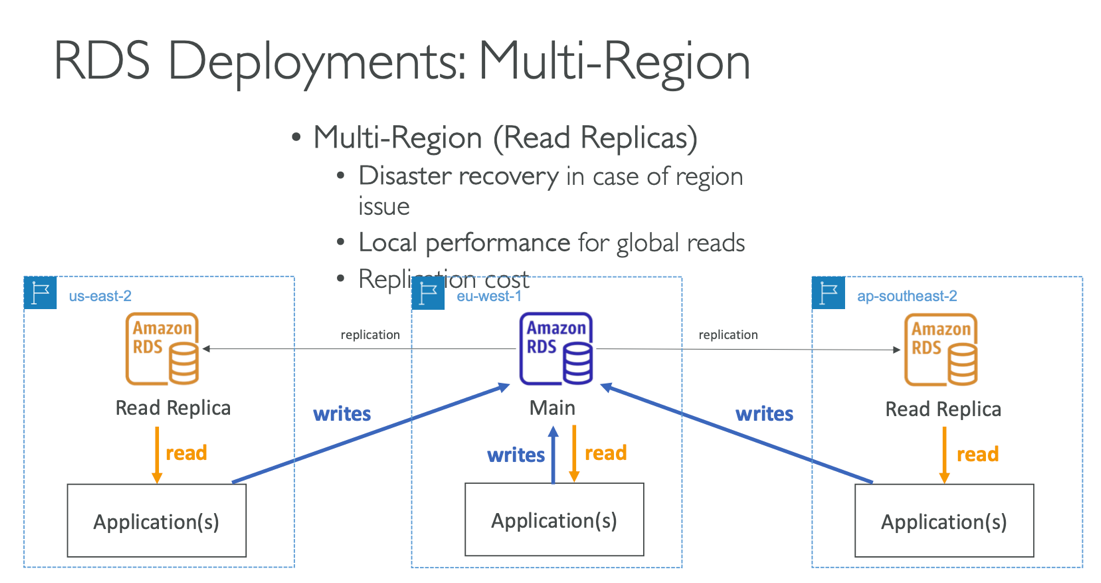 RDS Deployments: Multi-Region
• Multi-Region (Read Replicas)
• Disaster recovery in case of region
issue
• Local performance for global reads
• Replication cost
us-east-2
eu-west-1
ap-southeast-2
Amazon
RDS
replication
Amazon
RDS
replication
Amazon
RDS
Read Replica
writes
Main
writes
Read Replica
read
writes
read
read
Application(s)
Application(s)
Application(s)